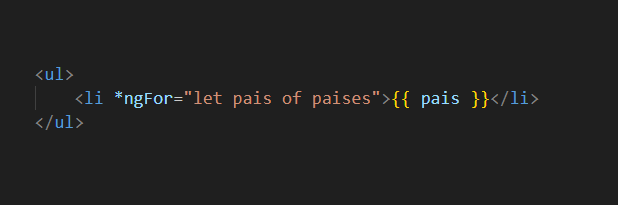 <ul>
<li *ngFor="let pais of paises">{{ pais }}</li>
</ul>